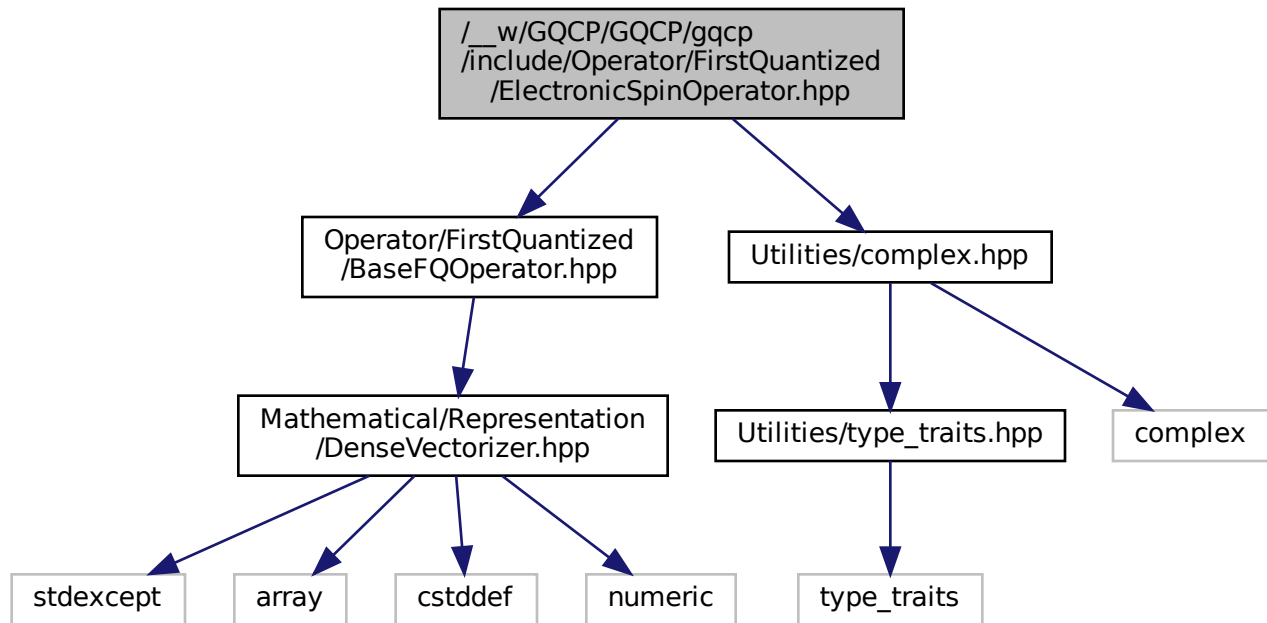 /__w/GQCP/GQCP/gqcp
/include/Operator/FirstQuantized
/ElectronicSpinOperator.hpp
Operator/FirstQuantized
/BaseFQOperator.hpp
Utilities/complex.hpp
Mathematical/Representation
/DenseVectorizer.hpp
Utilities/type_traits.hpp
complex
stdexcept
array
cstddef
numeric
type_traits